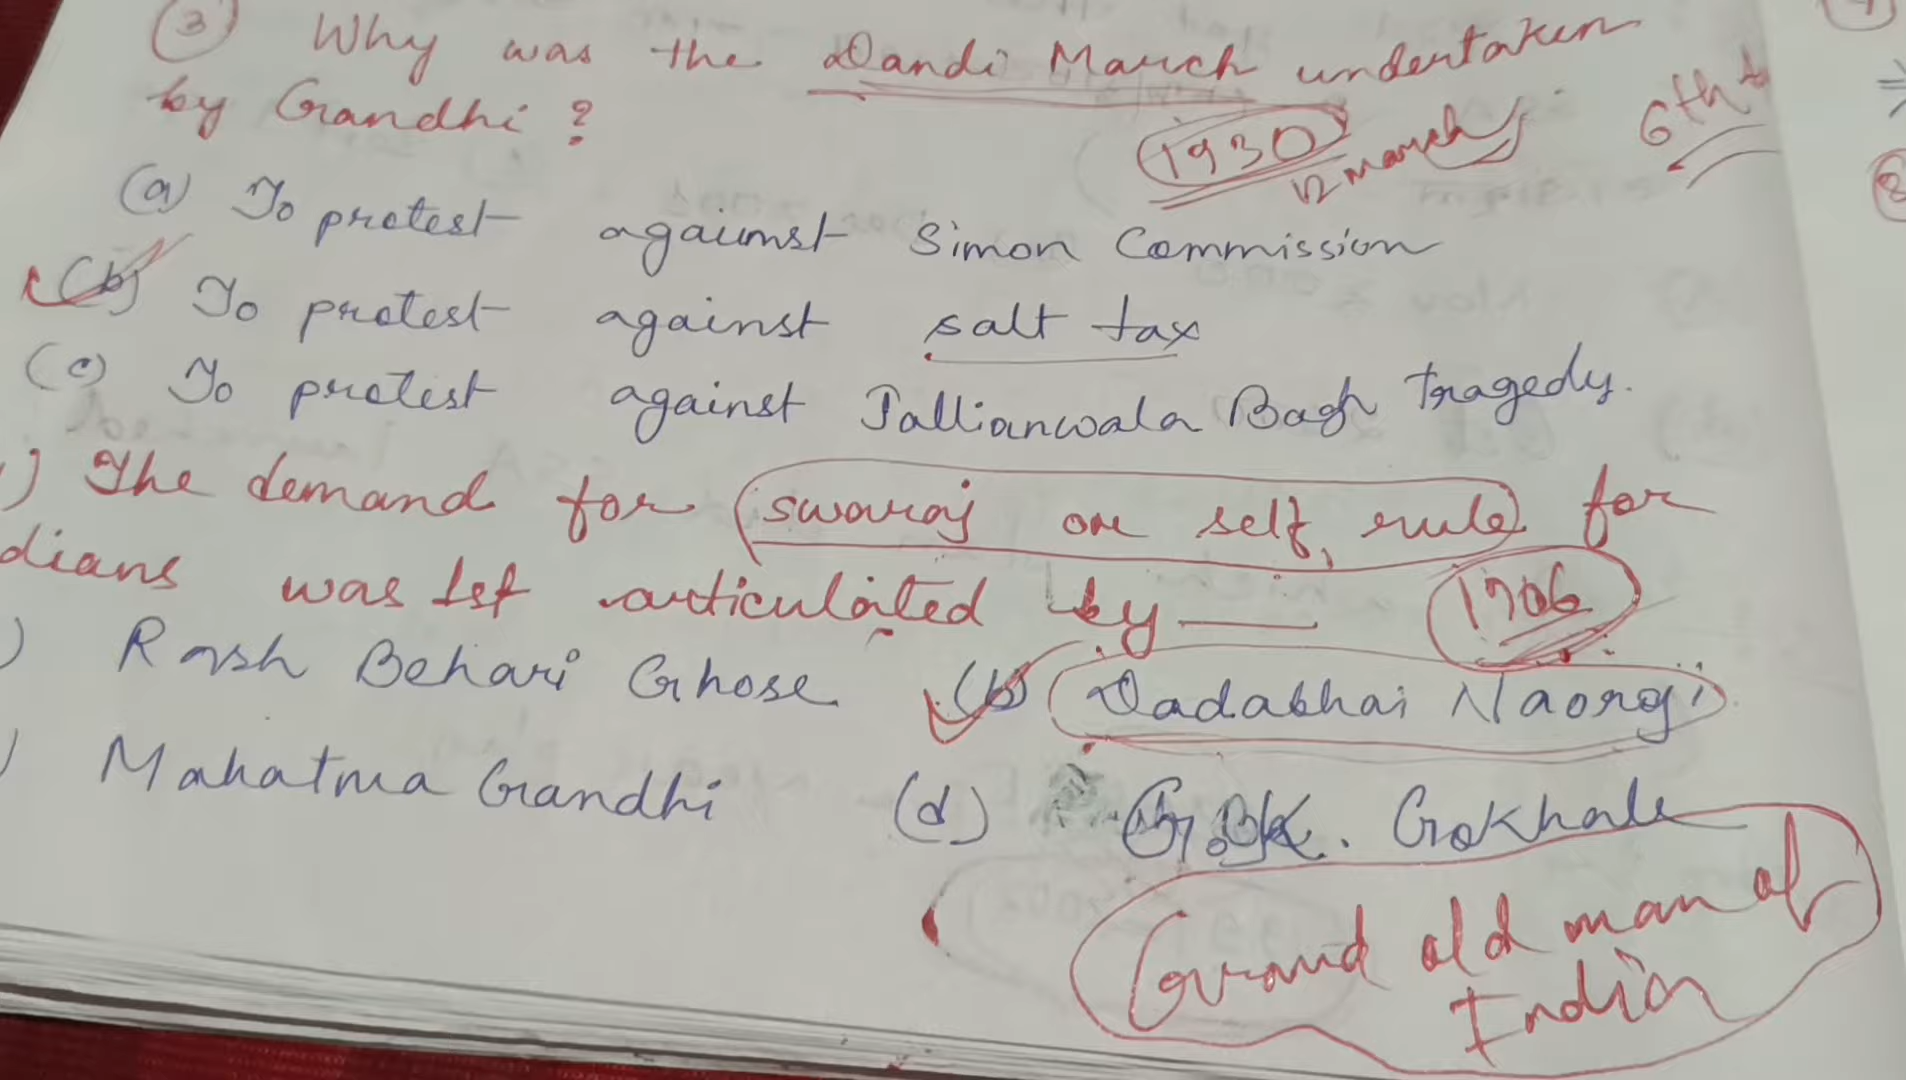 3 Why was the Dandi March undertaken
by Gandhi ?
1930
12 March
6th
(a) To protest against Simon Commission
(b) To protest against salt tax
(c) To protest against Jallianwala Bagh tragedy.
) The demand for swaraj or self, rule for
dians was 1st articulated by ___
1906
) Rash Behari Ghose (b) Dadabhai Naoroji
) Mahatma Gandhi (d) G.K. Gokhale
Grand old man of
India